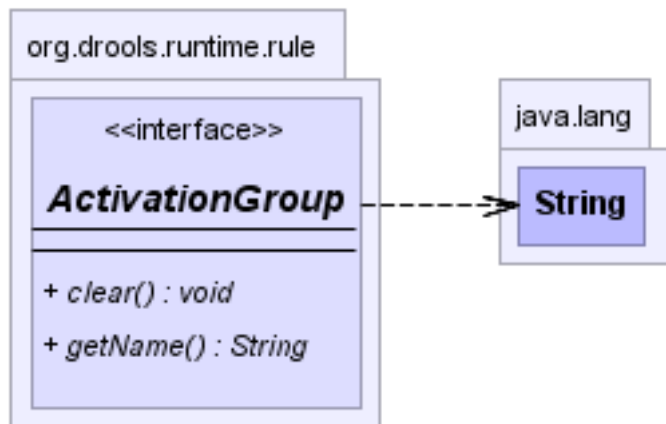 org.drools.runtime.rule
<<interface>>
ActivationGroup
+ clear() : void
+ getName() : String
java.lang
String